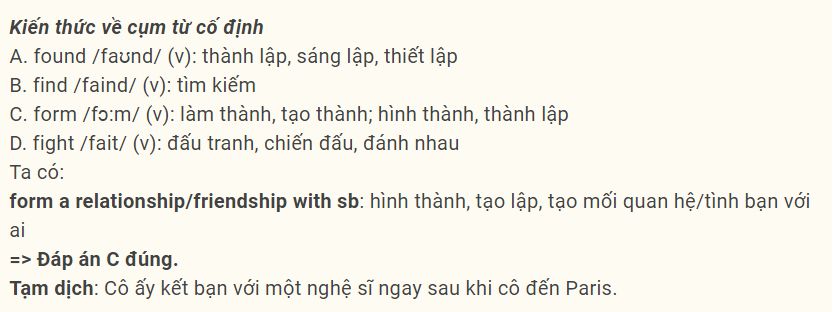 Kiến thức về cụm từ cố định
A. found /faʊnd/ (v): thành lập, sáng lập, thiết lập
B. find /faind/ (v): tìm kiếm
C. form /fɔ:m/ (v): làm thành, tạo thành; hình thành, thành lập
D. fight /fait/ (v): đấu tranh, chiến đấu, đánh nhau
Ta có:
form a relationship/friendship with sb: hình thành, tạo lập, tạo mối quan hệ/tình bạn với
ai
=> Đáp án C đúng.
Tạm dịch: Cô ấy kết bạn với một nghệ sĩ ngay sau khi cô đến Paris.